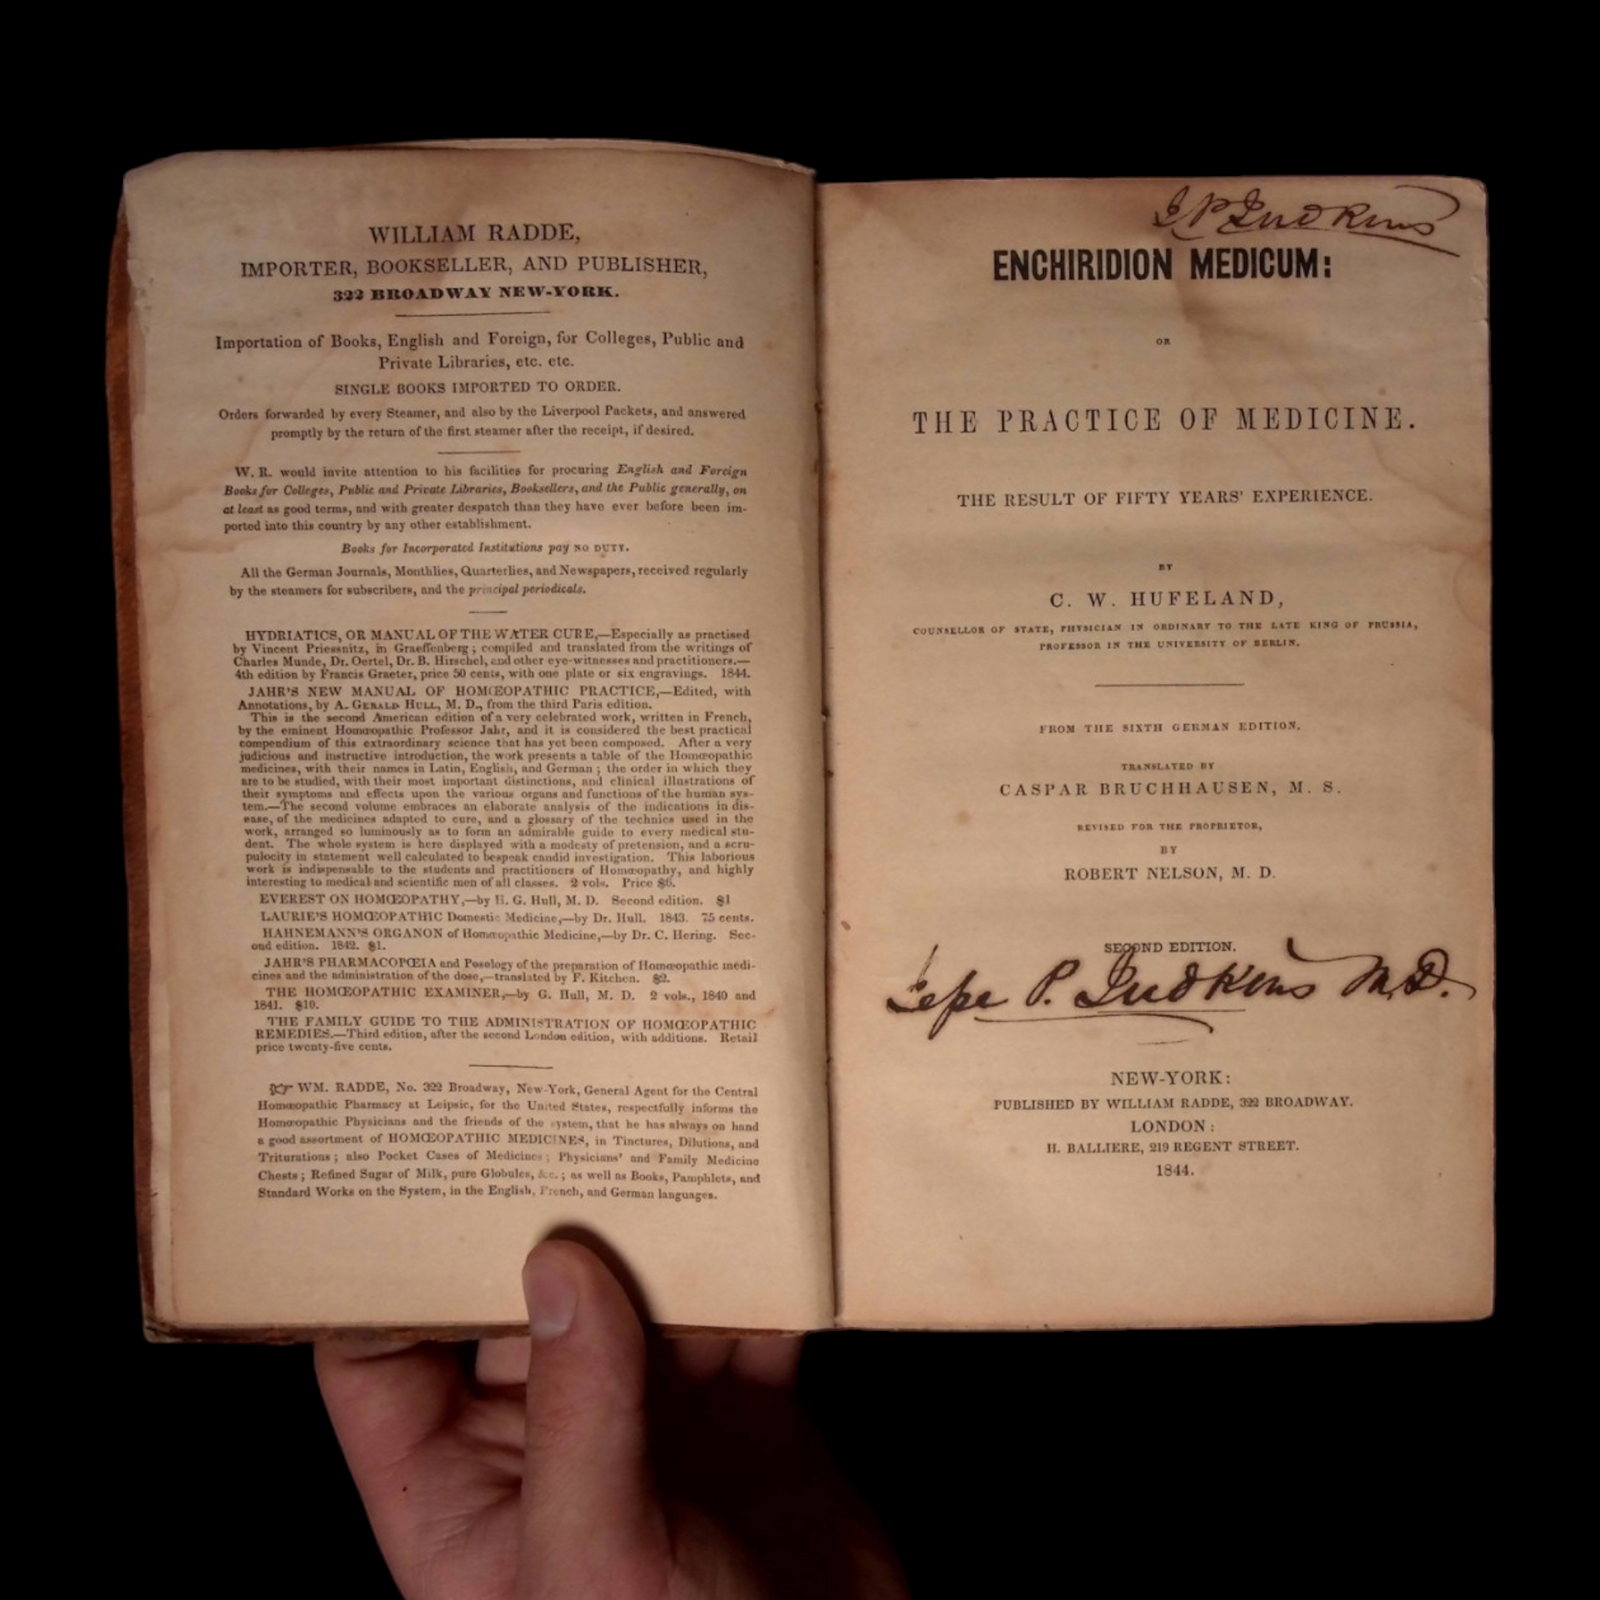 WILLIAM RADDE,
IMPORTER, BOOKSELLER, AND PUBLISHER,
322 BROADWAY NEW-YORK.
Importation of Books, English and Foreign, for Colleges, Public and
Private Libraries, etc. etc.
SINGLE BOOKS IMPORTED TO ORDER.
Orders forwarded by every Steamer, and also by the Liverpool Packets, and answered
promptly by the return of the first steamer after the receipt, if desired.
W. R. would invite attention to his facilities for procuring English and Foreign
Books for Colleges, Public and Private Libraries, Booksellers, and the Public generally, on
at least as good terms, and with greater despatch than they have ever before been im-
ported into this country by any other establishment.
Books for Incorporated Institutions pay NO DUTY.
All the German Journals, Monthlies, Quarterlies, and Newspapers, received regularly
by the steamers for subscribers, and the principal periodicals.
HYDRIATICS, OR MANUAL OF THE WATER CURE,—Especially as practised
by Vincent Priessnitz, in Graeffenberg; compiled and translated from the writings of
Charles Munde, Dr. Oertel, Dr. B. Hirschel, and other eye-witnesses and practitioners.—
4th edition by Francis Graeter, price 50 cents, with one plate or six engravings. 1844.
JAHR'S NEW MANUAL OF HOMŒOPATHIC PRACTICE,—Edited, with
Annotations, by A. GERALD HULL, M. D., from the third Paris edition.
This is the second American edition of a very celebrated work, written in French,
by the eminent Homœopathic Professor Jahr, and it is considered the best practical
compendium of this extraordinary science that has yet been composed. After a very
judicious and instructive introduction, the work presents a table of the Homœopathic
medicines, with their names in Latin, English, and German; the order in which they
are to be studied, with their most important distinctions, and clinical illustrations of
their symptoms and effects upon the various organs and functions of the human sys-
tem.—The second volume embraces an elaborate analysis of the indications in dis-
ease, of the medicines adapted to cure, and a glossary of the technics used in the
work, arranged so luminously as to form an admirable guide to every medical stu-
dent. The whole system is here displayed with a modesty of pretension, and a scru-
pulocity in statement well calculated to bespeak candid investigation. This laborious
work is indispensable to the students and practitioners of Homœopathy, and highly
interesting to medical and scientific men of all classes. 2 vols. Price $6.
EVEREST ON HOMŒOPATHY,—by H. G. Hull, M. D. Second edition. $1
LAURIE'S HOMŒOPATHIC Domestic Medicine,—by Dr. Hull. 1843. 75 cents.
HAHNEMANN'S ORGANON of Homœopathic Medicine,—by Dr. C. Hering. Sec-
ond edition. 1842. $1.
JAHR'S PHARMACOPŒIA and Posology of the preparation of Homœopathic medi-
cines and the administration of the dose,—translated by F. Kitchen. $2.
THE HOMŒOPATHIC EXAMINER,—by G. Hull, M. D. 2 vols., 1840 and
1841. $10.
THE FAMILY GUIDE TO THE ADMINISTRATION OF HOMŒOPATHIC
REMEDIES.—Third edition, after the second London edition, with additions. Retail
price twenty-five cents.
☞ WM. RADDE, No. 322 Broadway, New-York, General Agent for the Central
Homœopathic Pharmacy at Leipsic, for the United States, respectfully informs the
Homœopathic Physicians and the friends of the system, that he has always on hand
a good assortment of HOMŒOPATHIC MEDICINES, in Tinctures, Dilutions, and
Triturations; also Pocket Cases of Medicines; Physicians' and Family Medicine
Chests; Refined Sugar of Milk, pure Globules, &c.; as well as Books, Pamphlets, and
Standard Works on the System, in the English, French, and German languages.
J P Judkins
ENCHIRIDION MEDICUM:
OR
THE PRACTICE OF MEDICINE.
THE RESULT OF FIFTY YEARS' EXPERIENCE.
BY
C. W. HUFELAND,
COUNSELLOR OF STATE, PHYSICIAN IN ORDINARY TO THE LATE KING OF PRUSSIA,
PROFESSOR IN THE UNIVERSITY OF BERLIN.
FROM THE SIXTH GERMAN EDITION.
TRANSLATED BY
CASPAR BRUCHHAUSEN, M. S.
REVISED FOR THE PROPRIETOR,
BY
ROBERT NELSON, M. D.
SECOND EDITION.
Jesse P. Judkins M.D.
NEW-YORK:
PUBLISHED BY WILLIAM RADDE, 322 BROADWAY.
LONDON:
H. BALLIERE, 219 REGENT STREET.
1844.